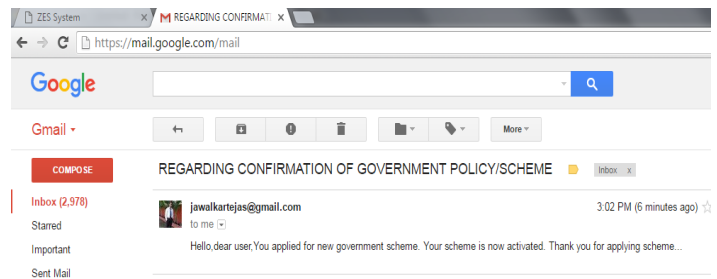 ZES System × REGARDING CONFIRMAT ×
https://mail.google.com/mail
Google
Gmail More
COMPOSE REGARDING CONFIRMATION OF GOVERNMENT POLICY/SCHEME Inbox x
Inbox (2,978) jawalkartejas@gmail.com 3:02 PM (6 minutes ago)
Starred to me
Important Hello,dear user,You applied for new government scheme. Your scheme is now activated. Thank you for applying scheme...
Sent Mail